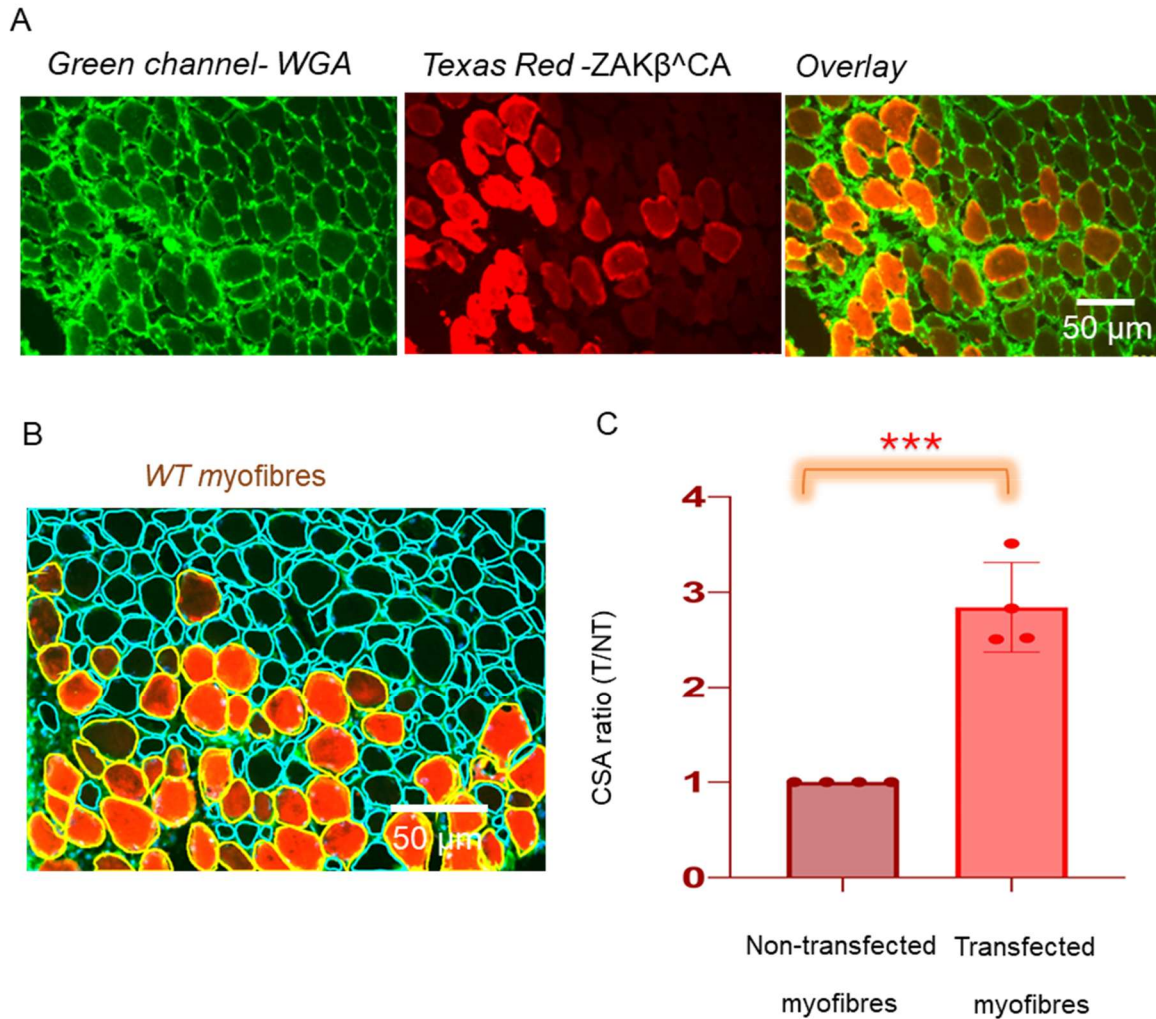 A
Green channel- WGA
Texas Red -ZAKβ^CA
Overlay
50 µm
B
WT myofibres
50 µm
C
***
CSA ratio (T/NT)
4
3
2
1
0
Non-transfected
myofibres
Transfected
myofibres